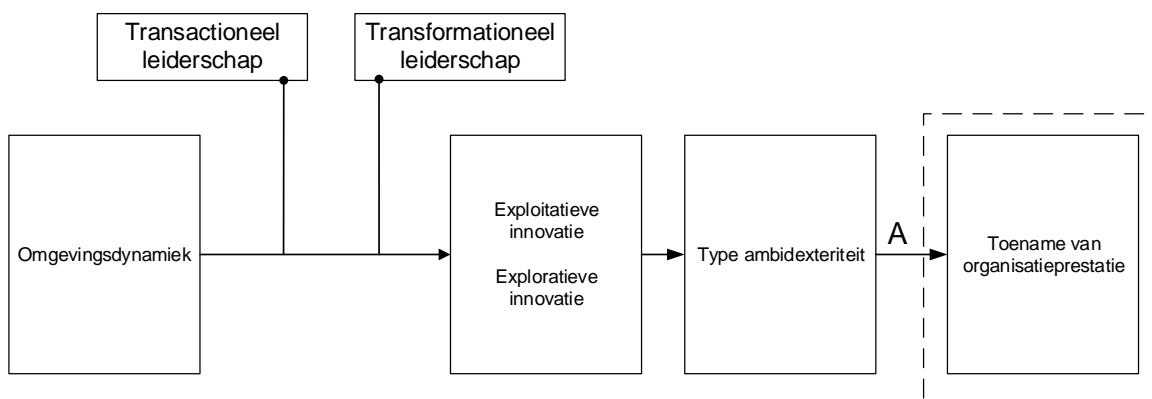 Transactioneel
leiderschap
Transformationeel
leiderschap
Omgevingsdynamiek
Exploitatieve
innovatie
Exploratieve
innovatie
Type ambidexteriteit
A
Toename van
organisatieprestatie